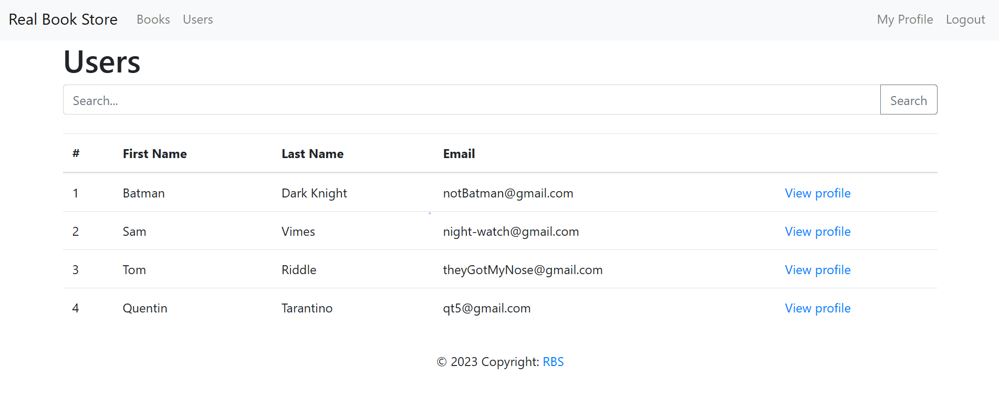 Real Book Store Books Users My Profile Logout
Users
Search... Search
# First Name Last Name Email
1 Batman Dark Knight notBatman@gmail.com View profile
2 Sam Vimes night-watch@gmail.com View profile
3 Tom Riddle theyGotMyNose@gmail.com View profile
4 Quentin Tarantino qt5@gmail.com View profile
© 2023 Copyright: RBS